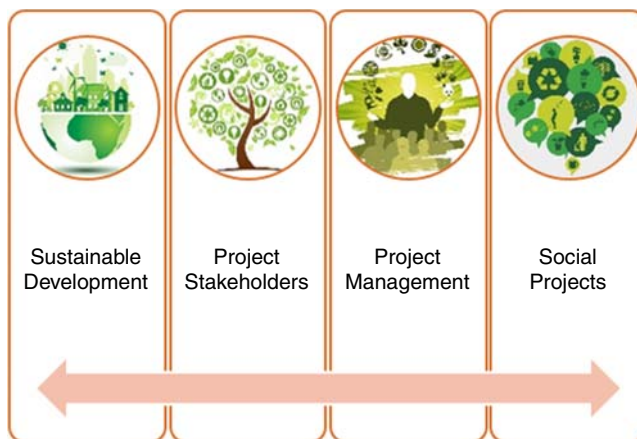 Sustainable
Development
Project
Stakeholders
Project
Management
Social
Projects